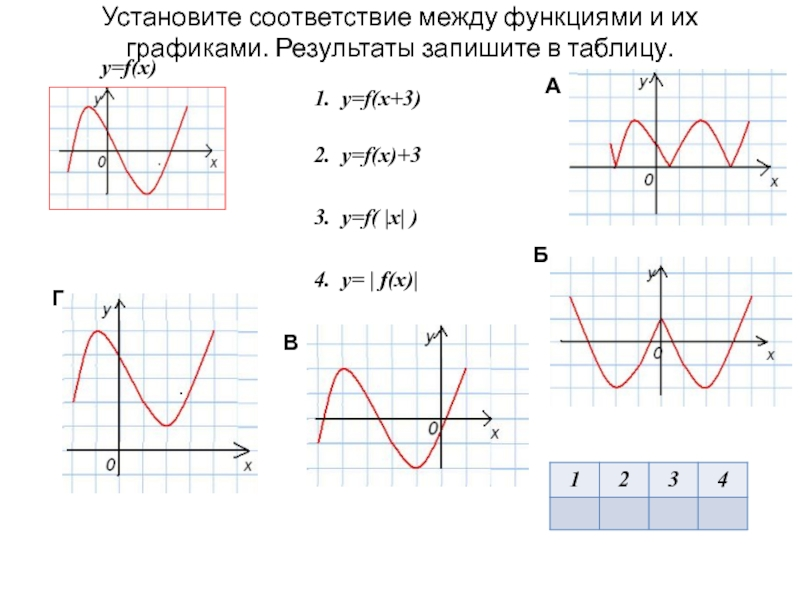 Установите соответствие между функциями и их
графиками. Результаты запишите в таблицу.
y=f(x)
y
0
x
1. y=f(x+3)
2. y=f(x)+3
3. y=f( |x| )
4. y= | f(x)|
А
y
0
x
Б
y
0
x
Г
y
0
x
В
y
0
x
1 2 3 4